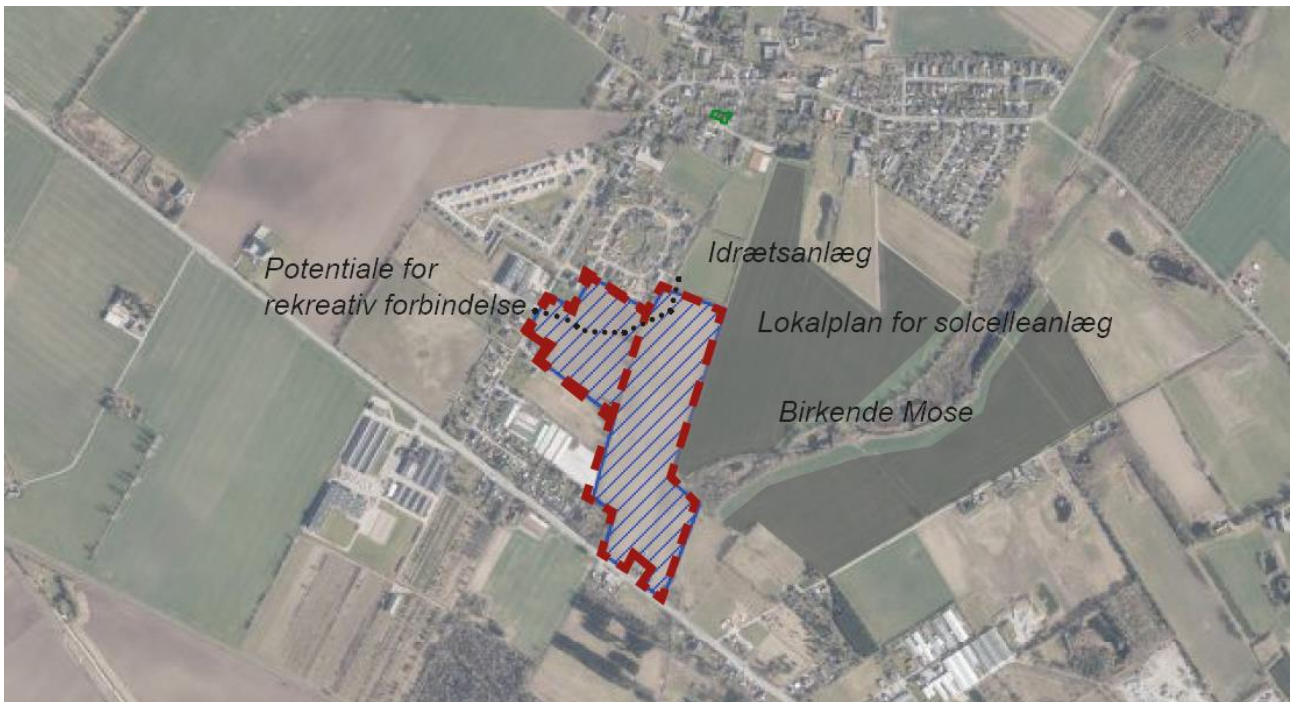 Potentiale for
rekreativ forbindelse
Idrætsanlæg
Lokalplan for solcelleanlæg
Birkende Mose